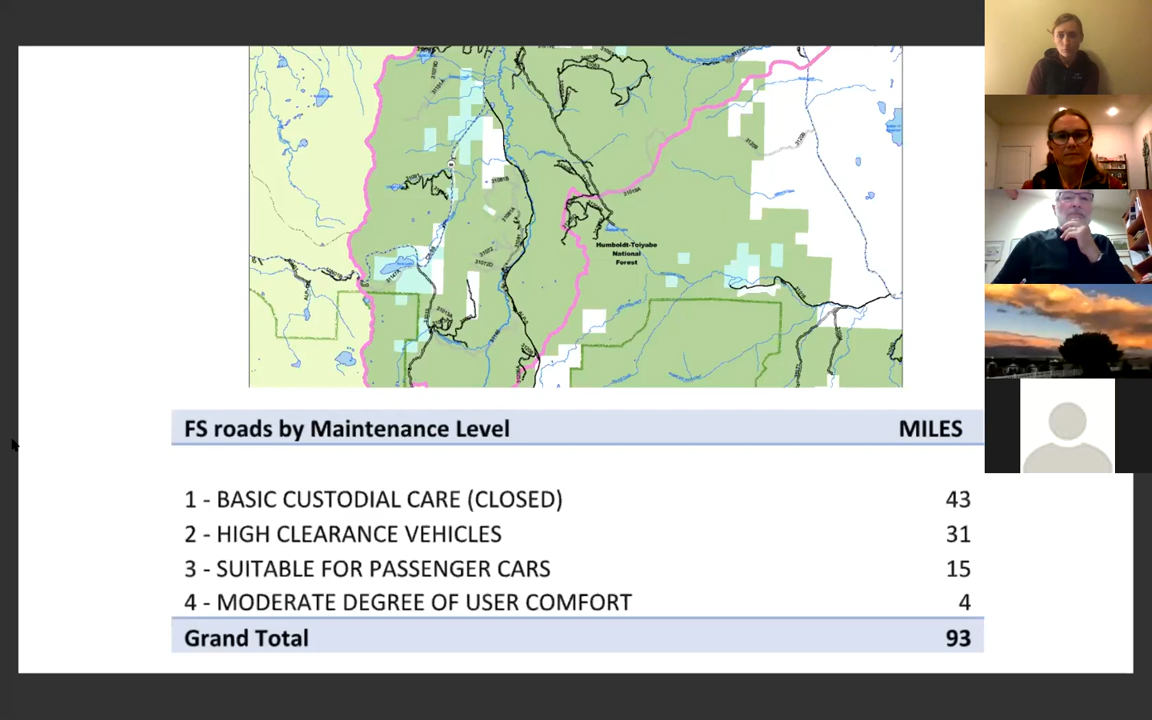 Humboldt-Toiyabe
National
Forest
FS roads by Maintenance Level MILES
1 - BASIC CUSTODIAL CARE (CLOSED) 43
2 - HIGH CLEARANCE VEHICLES 31
3 - SUITABLE FOR PASSENGER CARS 15
4 - MODERATE DEGREE OF USER COMFORT 4
Grand Total 93